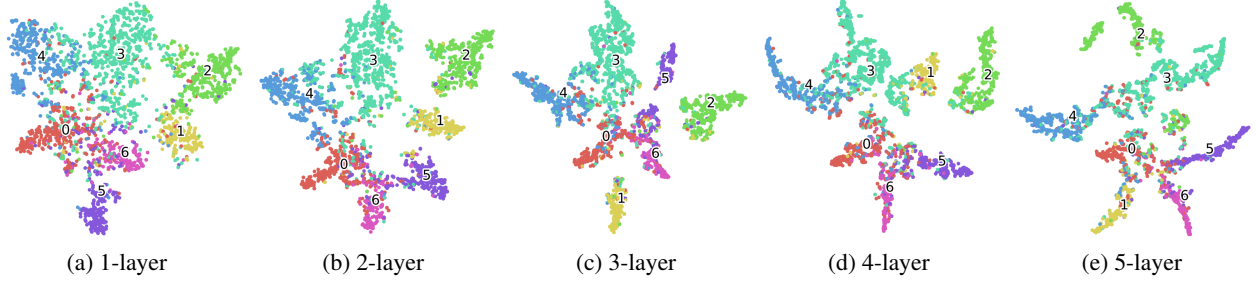 4 3 2 0 1 6 5
3 2 4 1 0 5 6
3 5 4 2 0 6 1
3 1 2 4 0 5 6
2 3 4 0 5 6 1
(a) 1-layer
(b) 2-layer
(c) 3-layer
(d) 4-layer
(e) 5-layer